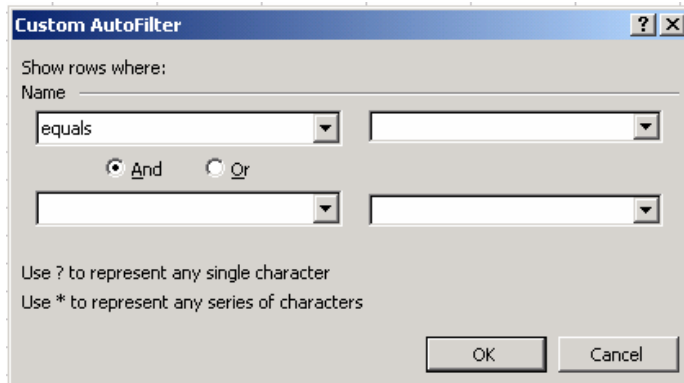 Custom AutoFilter
Show rows where:
Name
equals
And Or
Use ? to represent any single character
Use * to represent any series of characters
OK Cancel